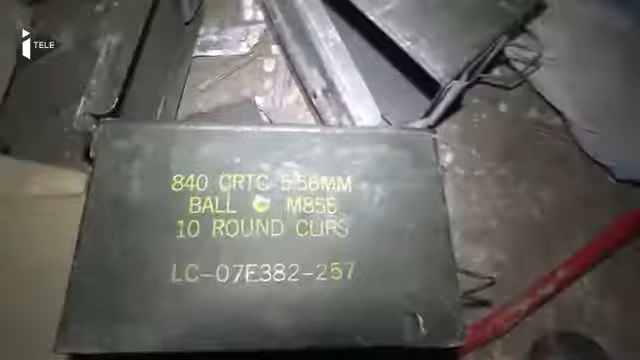 i TELE
840 CRTG 5.56MM
BALL M855
10 ROUND CLIPS
LC-07E382-257